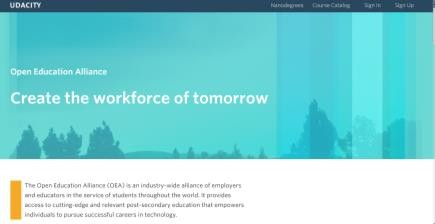 UDACITY Nanodegrees Course Catalog Sign In Sign Up
Open Education Alliance
Create the workforce of tomorrow
The Open Education Alliance (OEA) is an industry-wide alliance of employers
and educators in the service of students throughout the world. It provides
access to cutting-edge and relevant post-secondary education that empowers
individuals to pursue successful careers in technology.